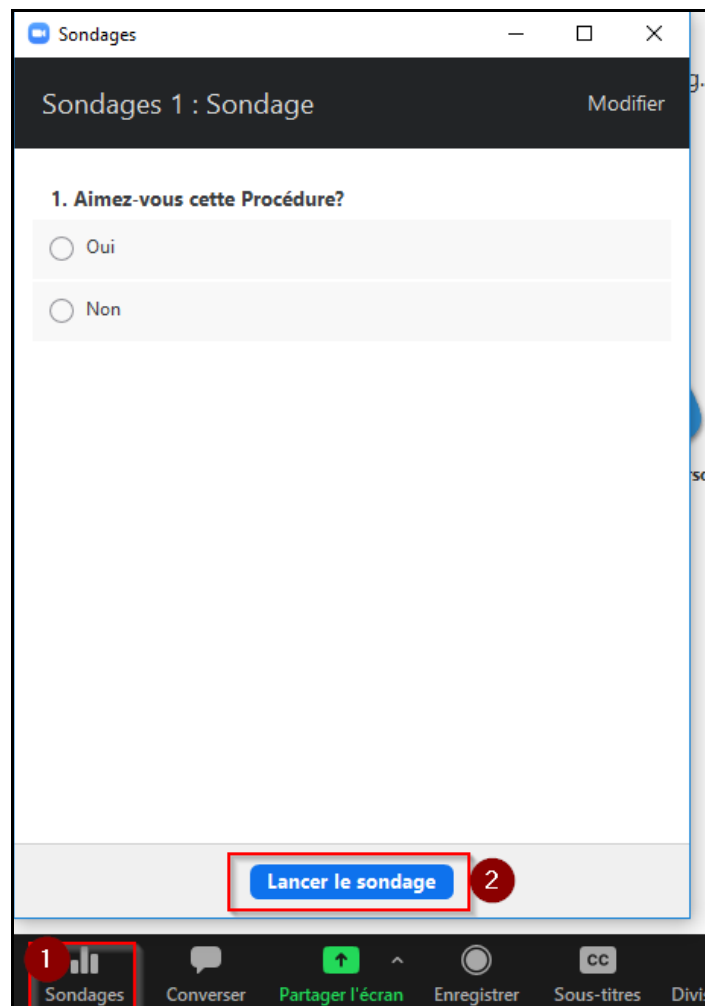 Sondages
Sondages 1 : Sondage Modifier
g.
1. Aimez-vous cette Procédure?
Oui
Non
Lancer le sondage 2
1
Sondages Converser Partager l'écran Enregistrer CC Sous-titres